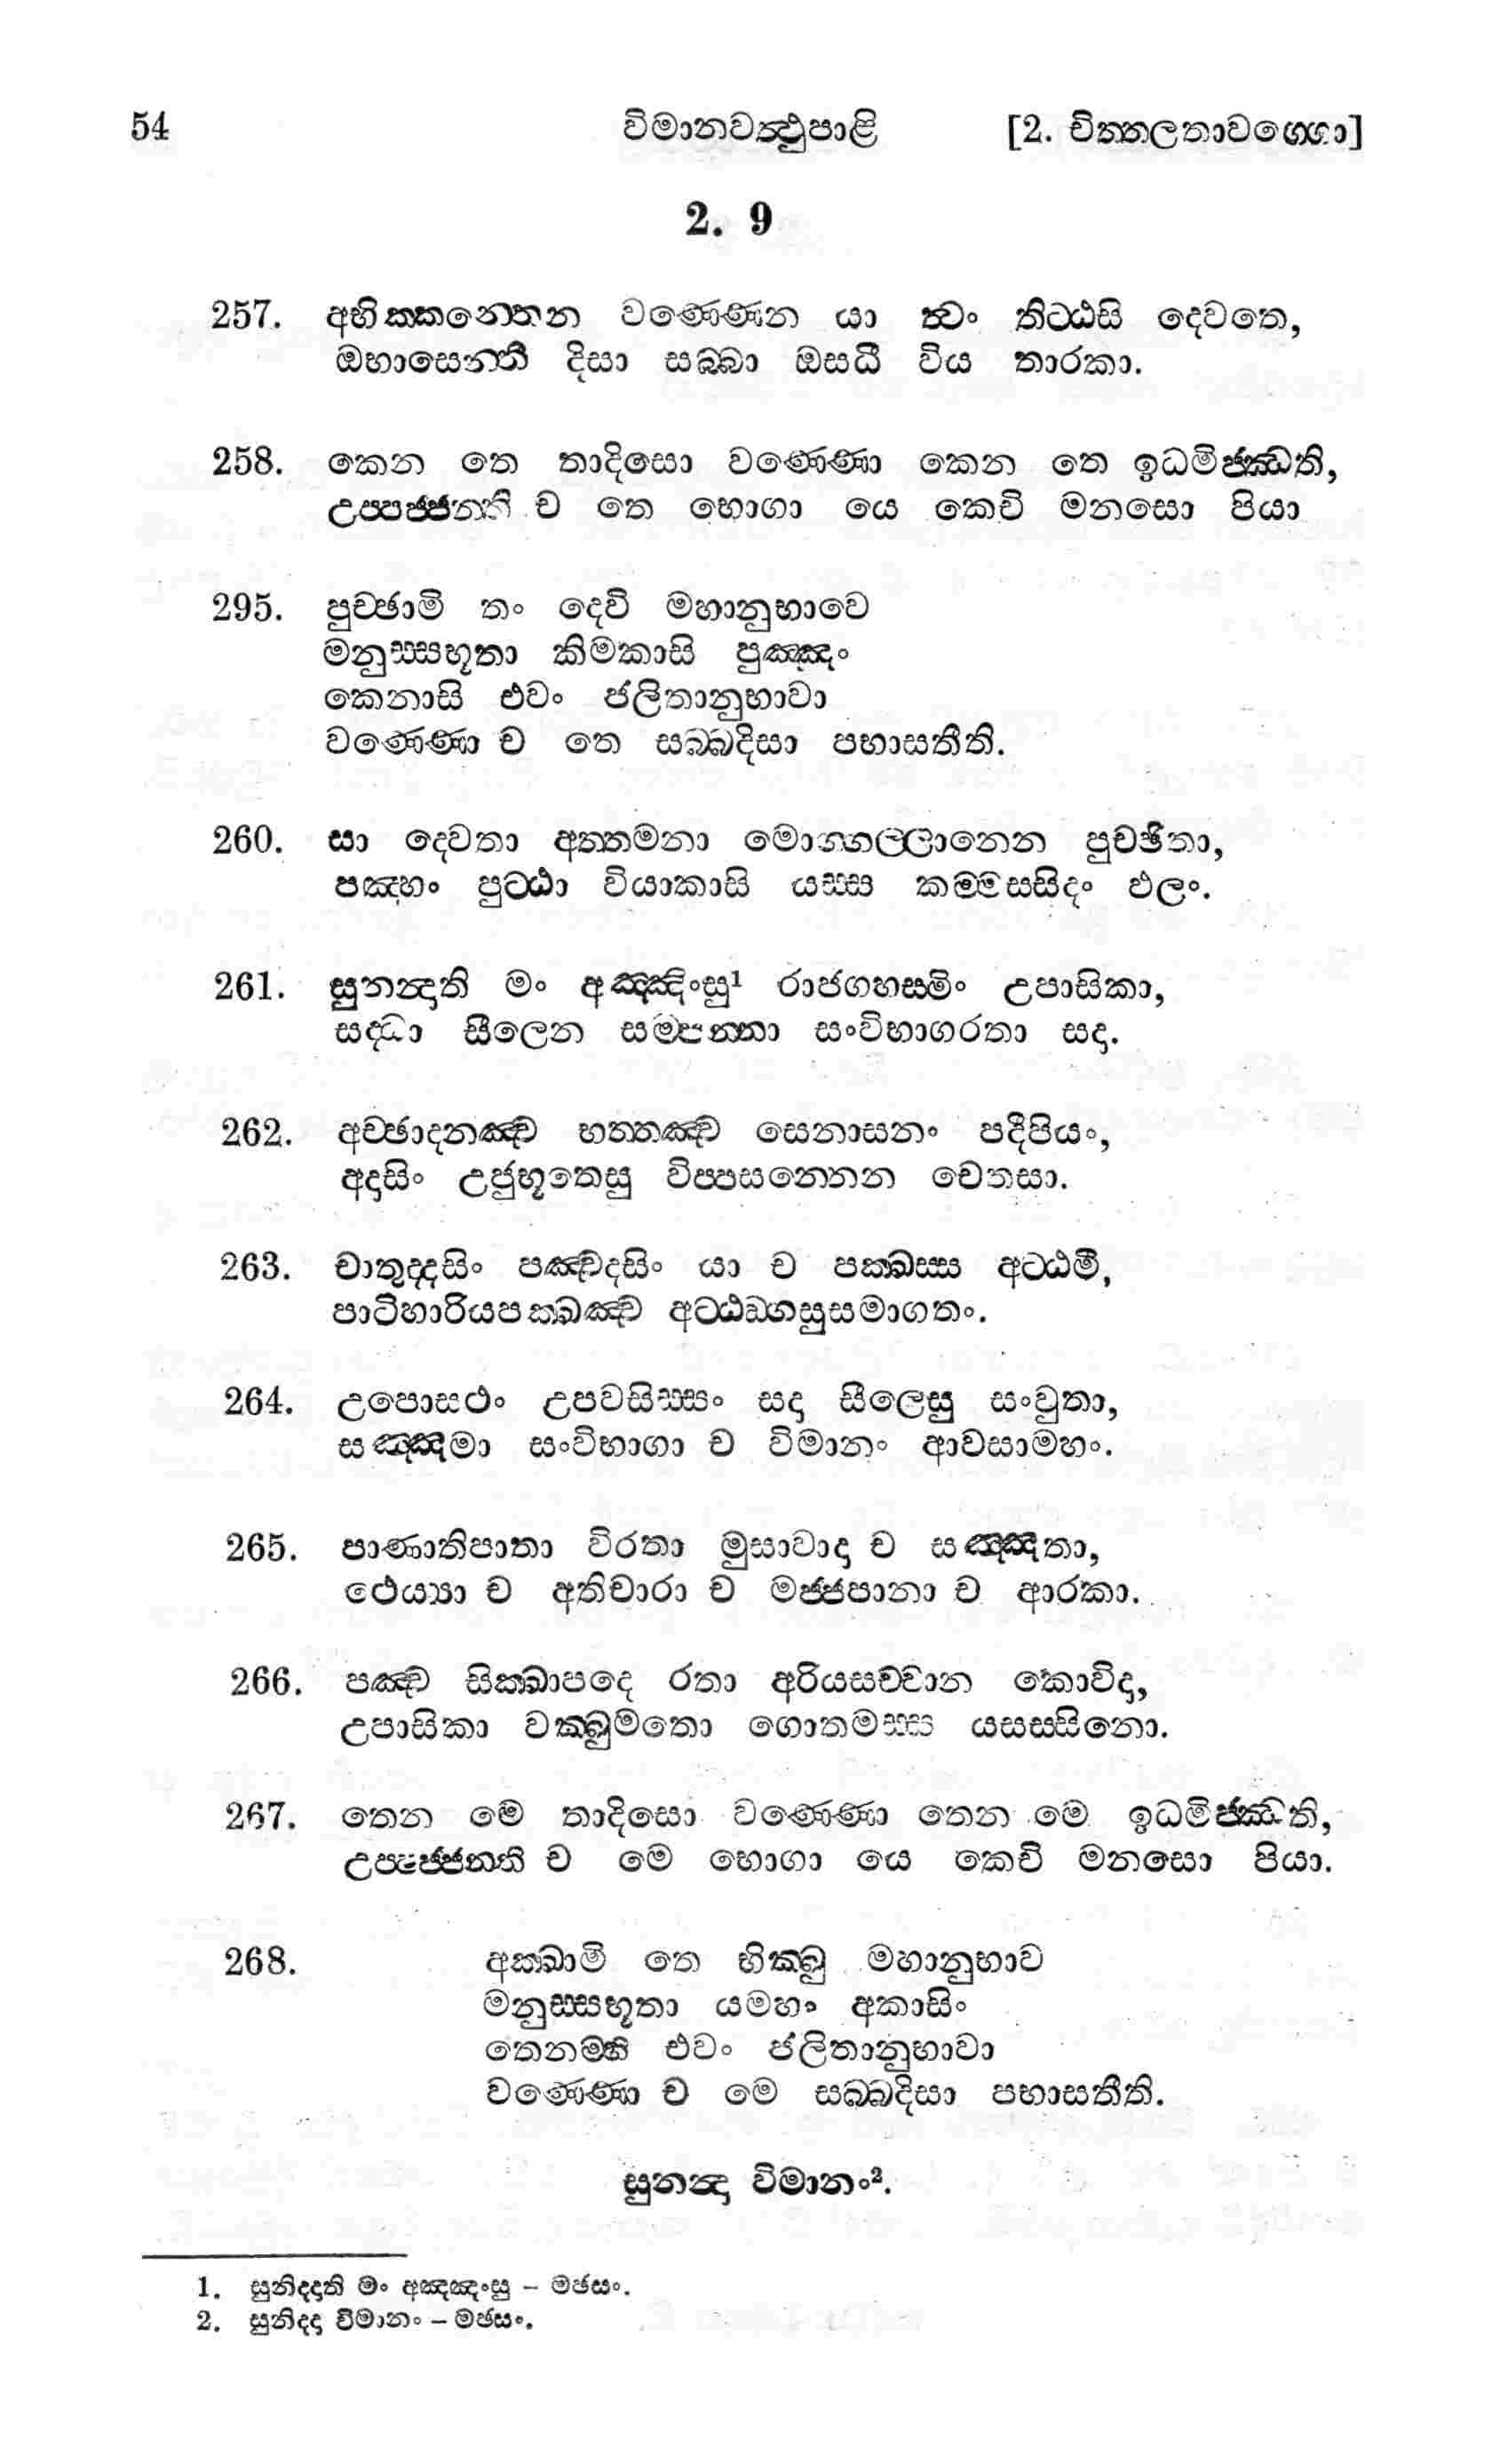 54 විමානවත්‍ථුපාළි [2. චිත්තලතාවග්ගො]
2. 9
257. අභික්කන්තෙන වණ්ණෙන යා ත්‍වං තිට්ඨසි දෙවතෙ,
ඔභාසෙන්තී දිසා සබ්බා ඔසධී විය තාරකා.
258. කෙන තෙ තාදිසො වණ්ණො කෙන තෙ ඉධමිජ්ඣති,
උප්පජ්ජන්ති ච තෙ භොගා යෙ කෙචි මනසො පියා
295. පුච්ඡාමි තං දෙවි මහානුභාවෙ
මනුස්සභූතා කිමකාසි පුඤ්ඤං
කෙනාසි එවං ජලිතානුභාවා
වණ්ණො ච තෙ සබ්බදිසා පභාසතීති.
260. සා දෙවතා අත්තමනා මොග්ගල්ලානෙන පුච්ඡිතා,
පඤ්හං පුට්ඨා වියාකාසි යස්ස කම්මස්සිදං ඵලං.
261. සුනන්‍දාති මං අඤ්ඤිංසු¹ රාජගහස්මිං උපාසිකා,
සද්ධා සීලෙන සම්පන්නා සංවිභාගරතා සදා.
262. අච්ඡාදනඤ්ච භත්තඤ්ච සෙනාසනං පදීපියං,
අදාසිං උජුභූතෙසු විප්පසන්නෙන චෙතසා.
263. චාතුද්දසිං පඤ්චදසිං යා ච පක්ඛස්ස අට්ඨමී,
පාටිහාරියපක්ඛඤ්ච අට්ඨඞ්ගසුසමාගතං.
264. උපොසථං උපවසිස්සං සදා සීලෙසු සංවුතා,
සඤ්ඤමා සංවිභාගා ච විමානං ආවසාමහං.
265. පාණාතිපාතා විරතා මුසාවාදා ච සඤ්ඤතා,
ථෙය්‍යා ච අතිචාරා ච මජ්ජපානා ච ආරකා.
266. පඤ්ච සික්ඛාපදෙ රතා අරියසච්චාන කොවිදා,
උපාසිකා චක්ඛුමතො ගොතමස්ස යසස්සිනො.
267. තෙන මෙ තාදිසො වණ්ණො තෙන මෙ ඉධමිජ්ඣති,
උප්පජ්ජන්ති ච මෙ භොගා යෙ කෙචි මනසො පියා.
268. අක්ඛාමි තෙ භික්ඛු මහානුභාව
මනුස්සභූතා යමහං අකාසිං
තෙනම්හි එවං ජලිතානුභාවා
වණ්ණො ච මෙ සබ්බදිසා පභාසතීති.
සුනන්‍දා විමානං².
1. සුනිද්දාති මං අඤ්ඤංසු – මඡසං.
2. සුනිද්දා විමානං – මඡසං.